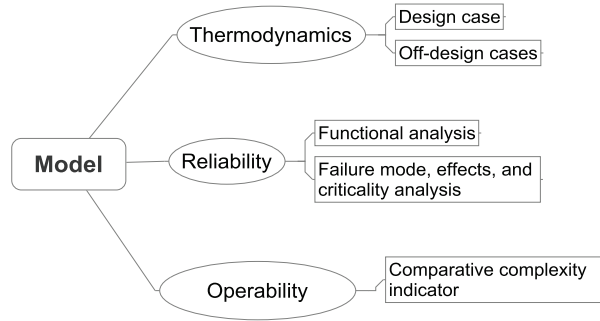 Thermodynamics
Design case
Off-design cases
Model
Reliability
Functional analysis
Failure mode, effects, and
criticality analysis
Operability
Comparative complexity
indicator